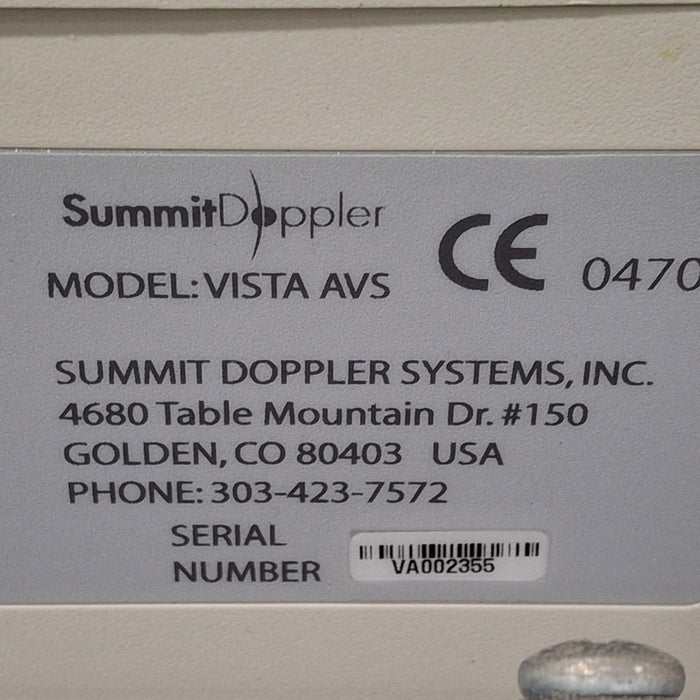 SummitDoppler
MODEL: VISTA AVS
CE 0470
SUMMIT DOPPLER SYSTEMS, INC.
4680 Table Mountain Dr. #150
GOLDEN, CO 80403 USA
PHONE: 303-423-7572
SERIAL
NUMBER
VA002355